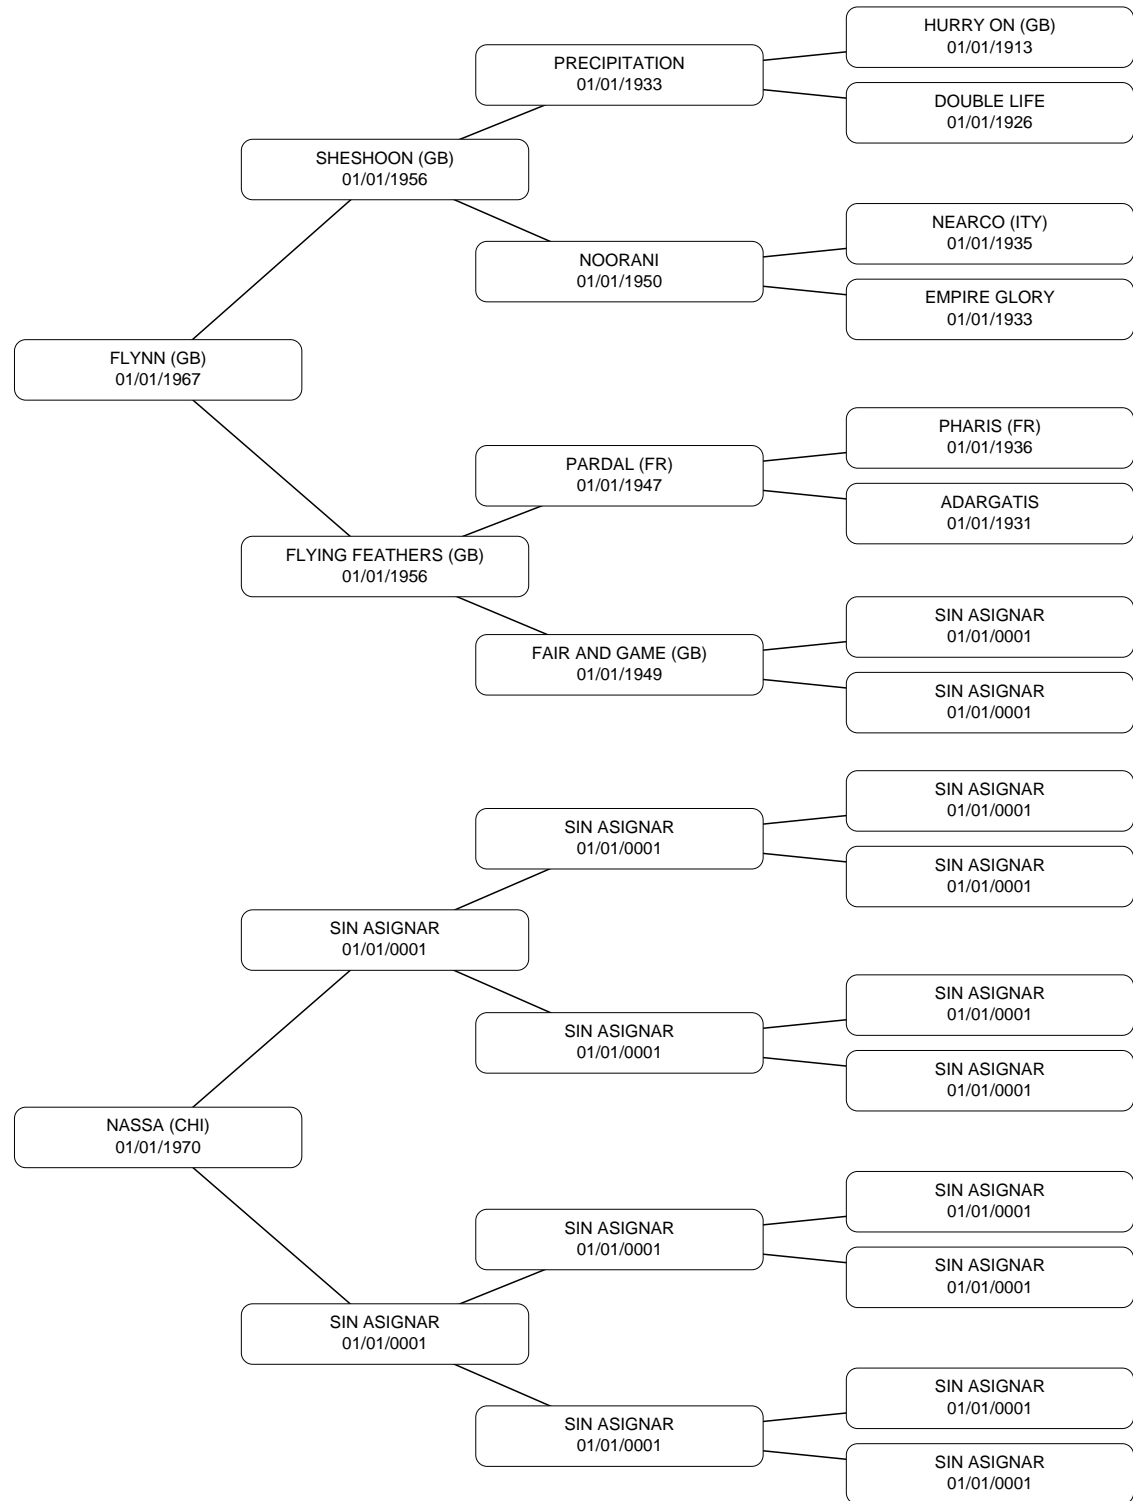 HURRY ON (GB)
01/01/1913
PRECIPITATION
01/01/1933
DOUBLE LIFE
01/01/1926
SHESHOON (GB)
01/01/1956
NEARCO (ITY)
01/01/1935
NOORANI
01/01/1950
EMPIRE GLORY
01/01/1933
FLYNN (GB)
01/01/1967
PHARIS (FR)
01/01/1936
PARDAL (FR)
01/01/1947
ADARGATIS
01/01/1931
FLYING FEATHERS (GB)
01/01/1956
SIN ASIGNAR
01/01/0001
FAIR AND GAME (GB)
01/01/1949
SIN ASIGNAR
01/01/0001
SIN ASIGNAR
01/01/0001
SIN ASIGNAR
01/01/0001
SIN ASIGNAR
01/01/0001
SIN ASIGNAR
01/01/0001
SIN ASIGNAR
01/01/0001
SIN ASIGNAR
01/01/0001
SIN ASIGNAR
01/01/0001
NASSA (CHI)
01/01/1970
SIN ASIGNAR
01/01/0001
SIN ASIGNAR
01/01/0001
SIN ASIGNAR
01/01/0001
SIN ASIGNAR
01/01/0001
SIN ASIGNAR
01/01/0001
SIN ASIGNAR
01/01/0001
SIN ASIGNAR
01/01/0001